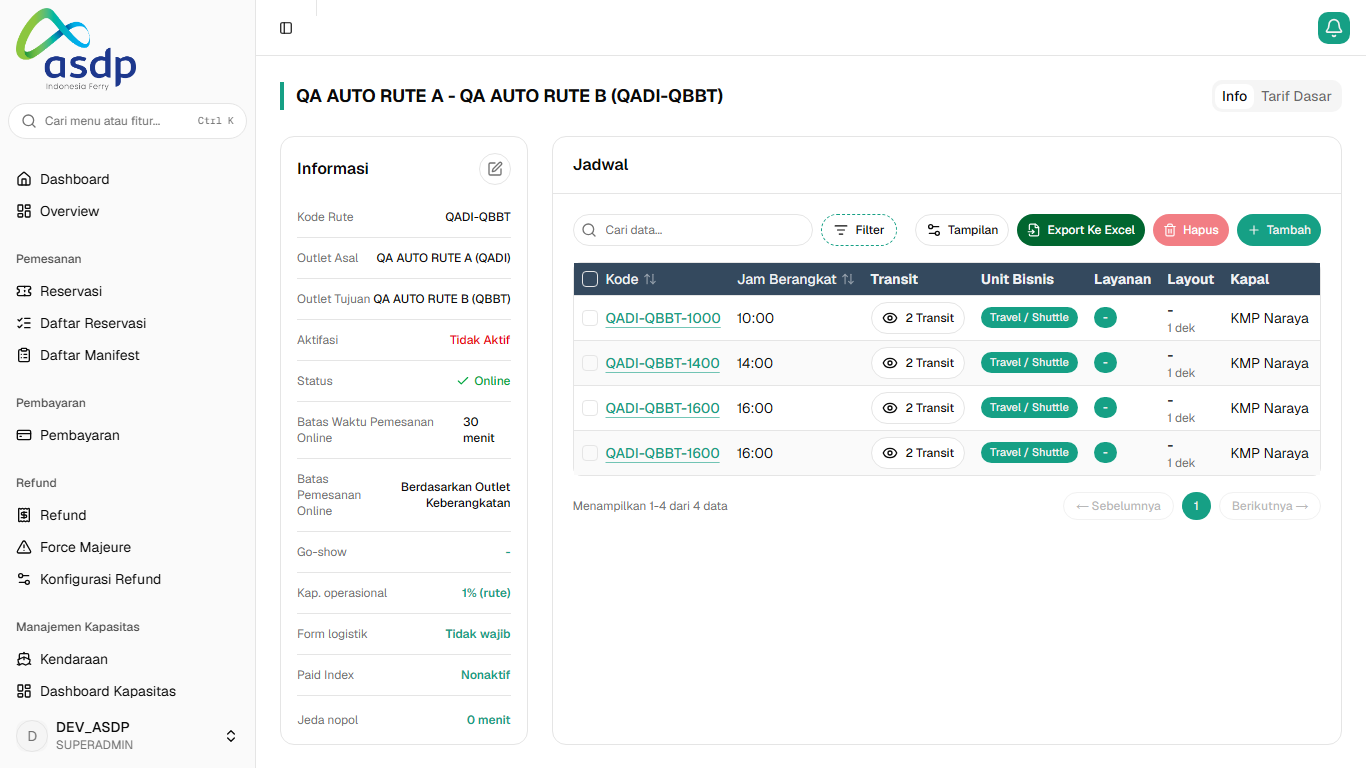 asdp
Indonesia Ferry
Cari menu atau fitur... Ctrl K
Dashboard
Overview
Pemesanan
Reservasi
Daftar Reservasi
Daftar Manifest
Pembayaran
Pembayaran
Refund
Refund
Force Majeure
Konfigurasi Refund
Manajemen Kapasitas
Kendaraan
Dashboard Kapasitas
D
DEV_ASDP
SUPERADMIN
QA AUTO RUTE A - QA AUTO RUTE B (QADI-QBBT)
Info Tarif Dasar
Informasi
Kode Rute QADI-QBBT
Outlet Asal QA AUTO RUTE A (QADI)
Outlet Tujuan QA AUTO RUTE B (QBBT)
Aktifasi Tidak Aktif
Status Online
Batas Waktu Pemesanan 30
Online menit
Batas
Pemesanan Berdasarkan Outlet
Online Keberangkatan
Go-show -
Kap. operasional 1% (rute)
Form logistik Tidak wajib
Paid Index Nonaktif
Jeda nopol 0 menit
Jadwal
Cari data... Filter Tampilan Export Ke Excel Hapus Tambah
Kode Jam Berangkat Transit Unit Bisnis Layanan Layout Kapal
QADI-QBBT-1000 10:00 2 Transit Travel / Shuttle - - KMP Naraya
1 dek
QADI-QBBT-1400 14:00 2 Transit Travel / Shuttle - - KMP Naraya
1 dek
QADI-QBBT-1600 16:00 2 Transit Travel / Shuttle - - KMP Naraya
1 dek
QADI-QBBT-1600 16:00 2 Transit Travel / Shuttle - - KMP Naraya
1 dek
Menampilkan 1-4 dari 4 data ← Sebelumnya 1 Berikutnya →